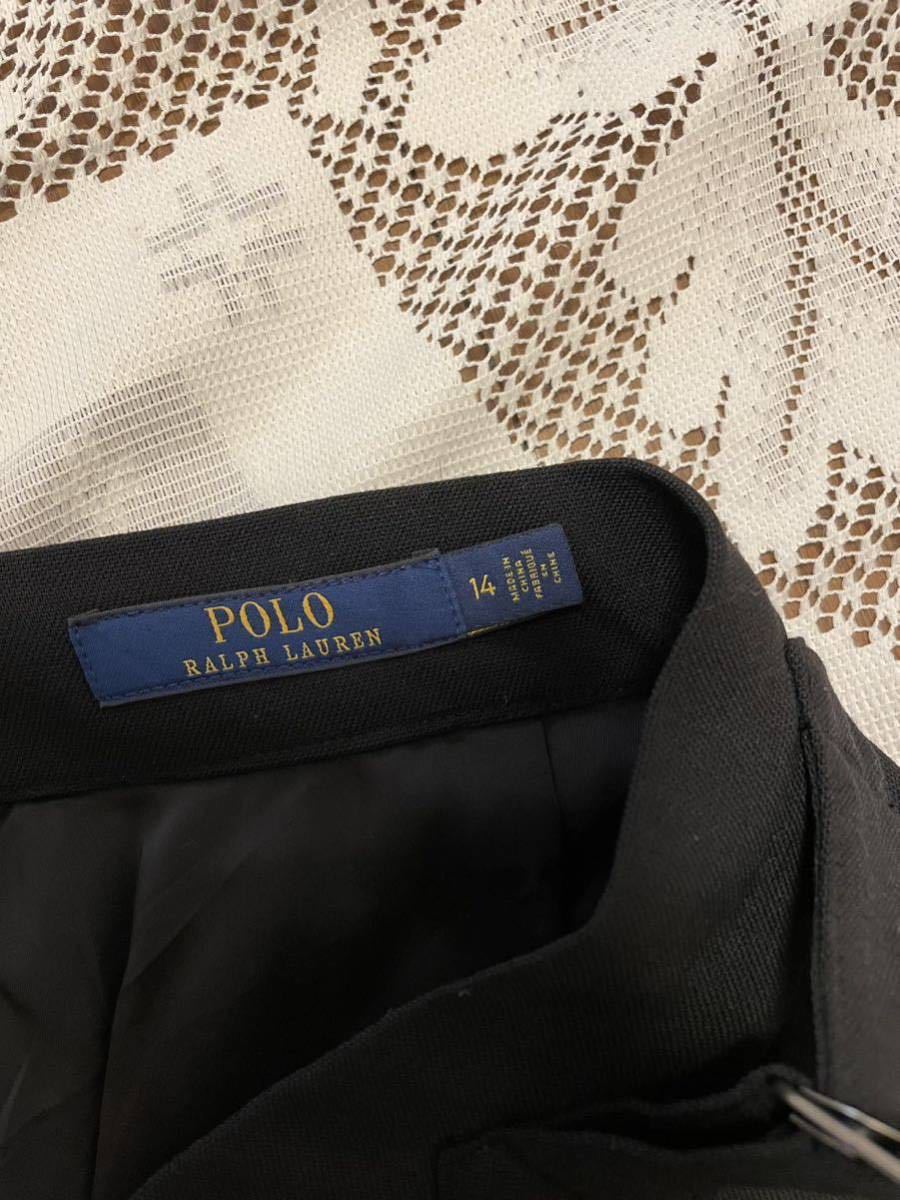 POLO
RALPH LAUREN
14
MADE IN
CHINA
FABRIQUÉ
EN
CHINE